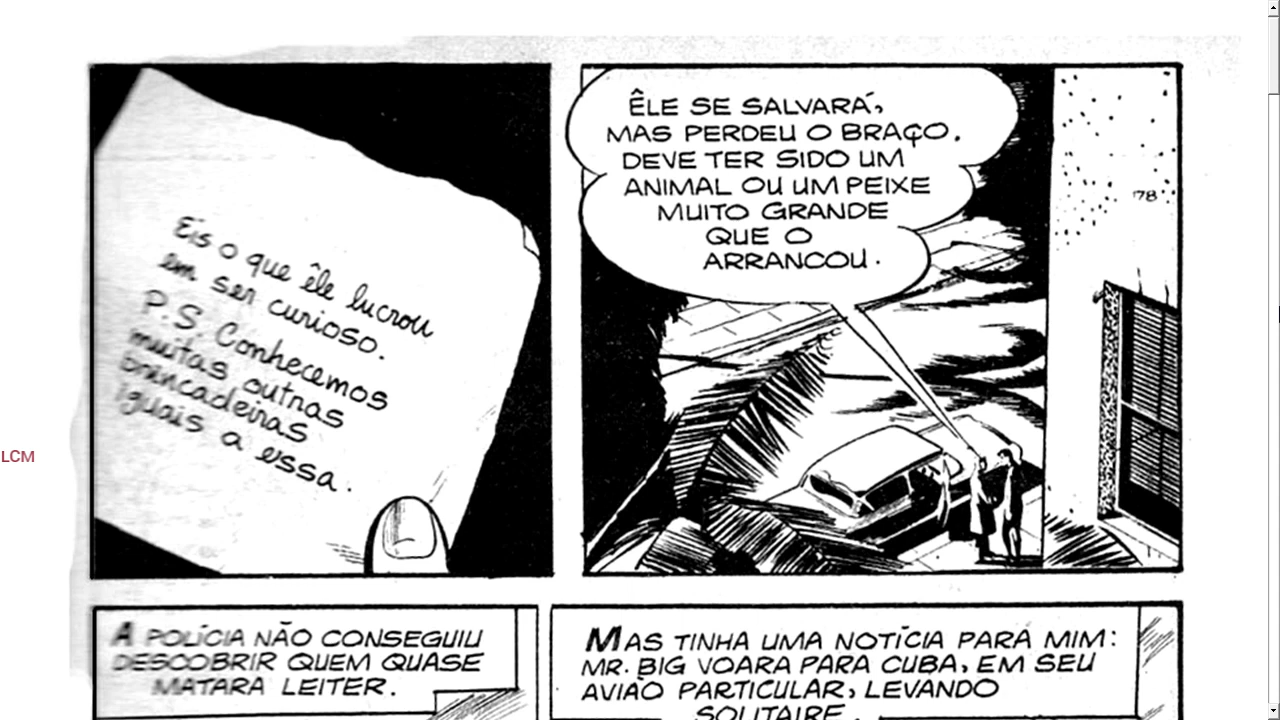 Eis o que êle lucrou
em ser curioso.
P.S. Conhecemos
muitas outras
brincadeiras
iguais a essa.
ÊLE SE SALVARÁ,
MAS PERDEU O BRAÇO.
DEVE TER SIDO UM
ANIMAL OU UM PEIXE
MUITO GRANDE
QUE O
ARRANCOU.
78
LCM
A POLÍCIA NÃO CONSEGUIU
DESCOBRIR QUEM QUASE
MATARA LEITER.
MAS TINHA UMA NOTÍCIA PARA MIM:
MR. BIG VOARA PARA CUBA, EM SEU
AVIÃO PARTICULAR, LEVANDO
SOLITAIRE.